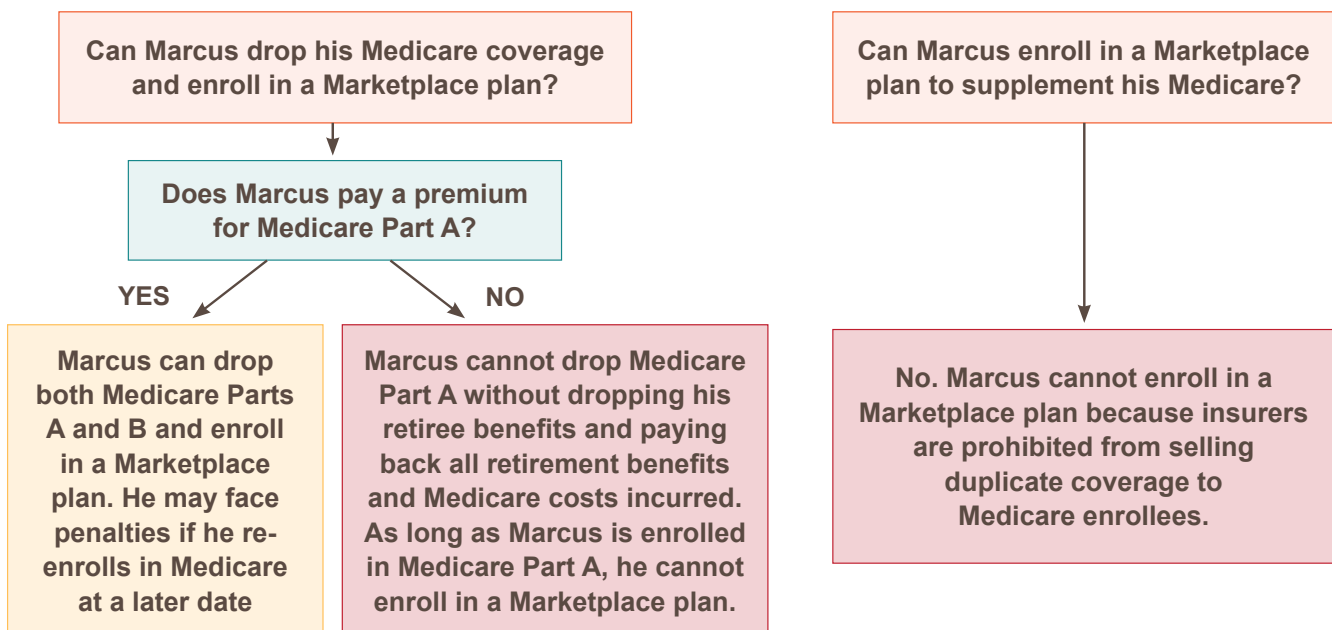 Can Marcus drop his Medicare coverage
and enroll in a Marketplace plan?
Does Marcus pay a premium
for Medicare Part A?
YES
NO
Marcus can drop
both Medicare Parts
A and B and enroll
in a Marketplace
plan. He may face
penalties if he re-
enrolls in Medicare
at a later date
Marcus cannot drop Medicare
Part A without dropping his
retiree benefits and paying
back all retirement benefits
and Medicare costs incurred.
As long as Marcus is enrolled
in Medicare Part A, he cannot
enroll in a Marketplace plan.
Can Marcus enroll in a Marketplace
plan to supplement his Medicare?
No. Marcus cannot enroll in a
Marketplace plan because insurers
are prohibited from selling
duplicate coverage to
Medicare enrollees.